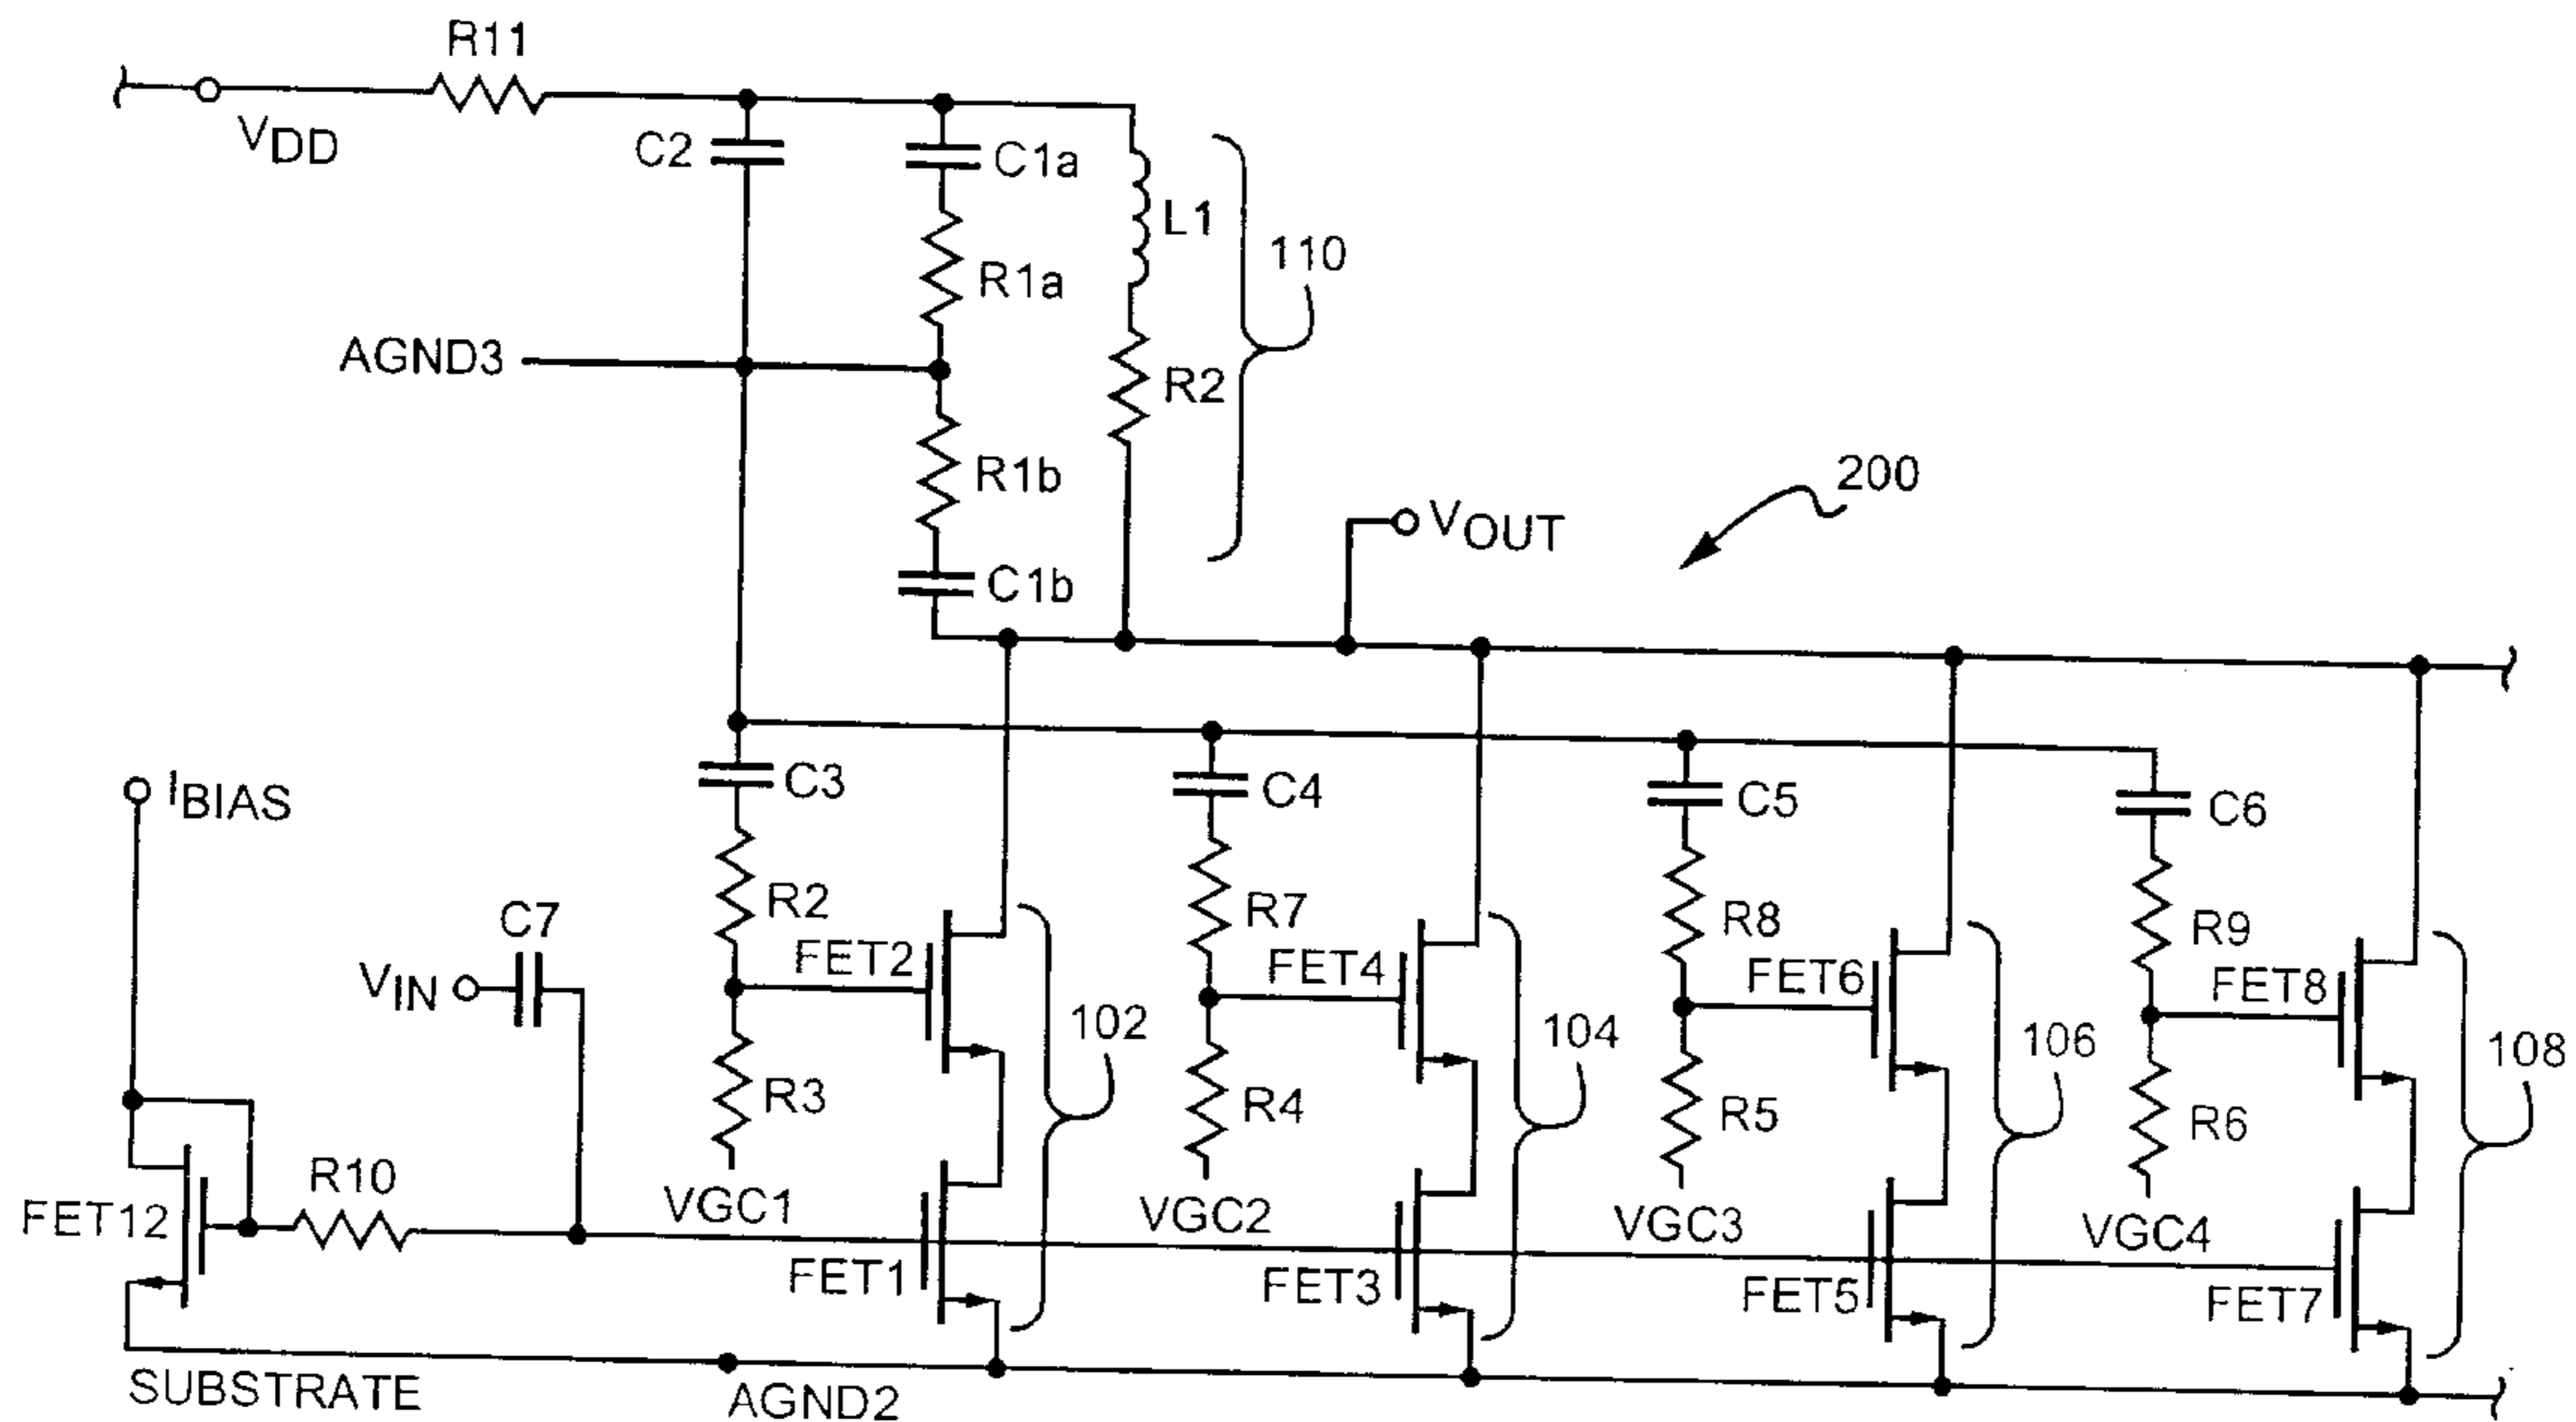 R11
VDD
C2
C1a
L1
110
R1a
AGND3
R2
R1b
200
VOUT
C1b
IBIAS
C3
C4
C5
C6
R2
R7
R8
R9
C7
VIN
FET2
FET4
FET6
FET8
102
104
106
108
R3
R4
R5
R6
R10
FET12
VGC1
VGC2
VGC3
VGC4
FET1
FET3
FET5
FET7
SUBSTRATE
AGND2